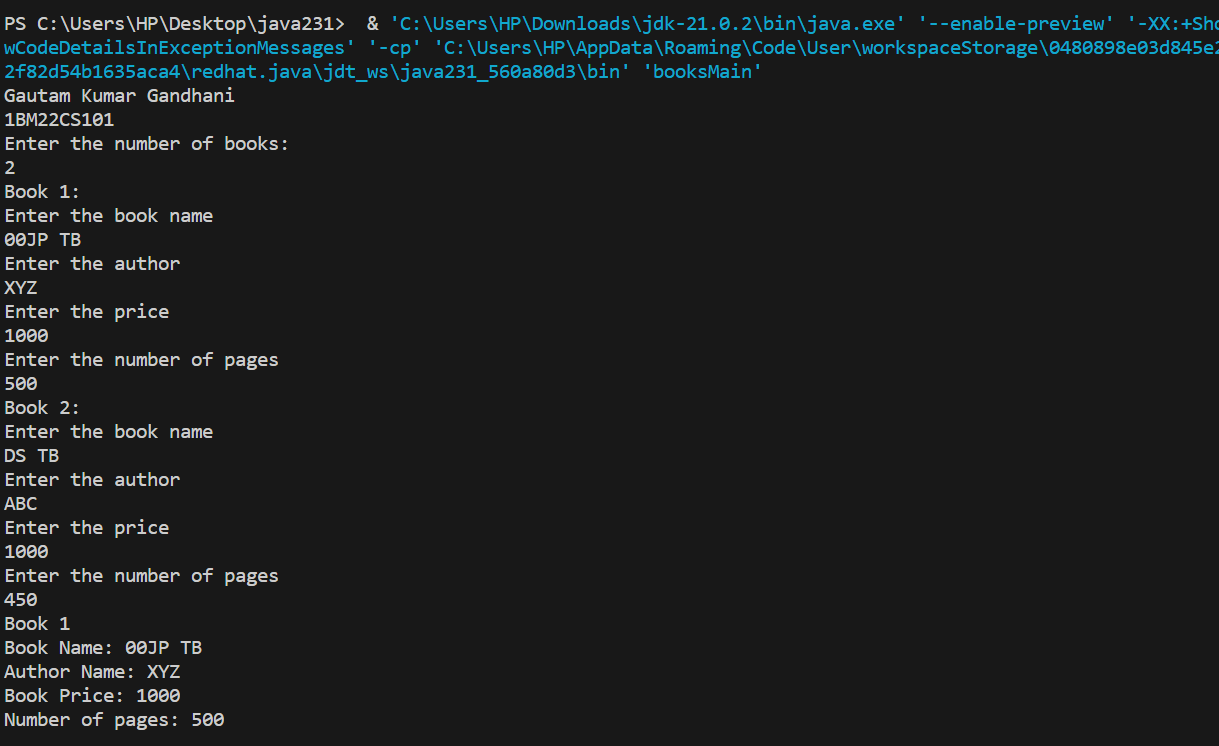 PS C:\Users\HP\Desktop\java231>  & 'C:\Users\HP\Downloads\jdk-21.0.2\bin\java.exe' '--enable-preview' '-XX:+Sho
wCodeDetailsInExceptionMessages' '-cp' 'C:\Users\HP\AppData\Roaming\Code\User\workspaceStorage\0480898e03d845e2
2f82d54b1635aca4\redhat.java\jdt_ws\java231_560a80d3\bin' 'booksMain'
Gautam Kumar Gandhani
1BM22CS101
Enter the number of books:
2
Book 1:
Enter the book name
00JP TB
Enter the author
XYZ
Enter the price
1000
Enter the number of pages
500
Book 2:
Enter the book name
DS TB
Enter the author
ABC
Enter the price
1000
Enter the number of pages
450
Book 1
Book Name: 00JP TB
Author Name: XYZ
Book Price: 1000
Number of pages: 500